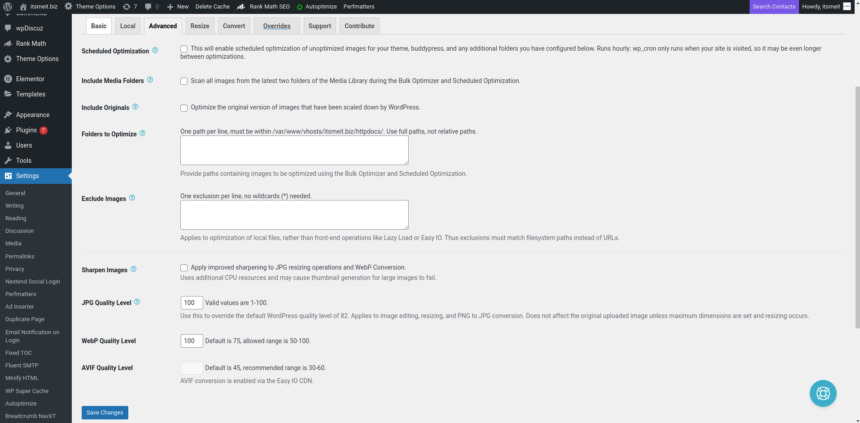 itsmeit.biz
Theme Options
7
0
New
Delete Cache
Rank Math SEO
Autoptimize
Perfmatters
Search Contacts
Howdy, itsmeit
Comments
wpDiscuz
Rank Math
Theme Options
Elementor
Templates
Appearance
Plugins
Users
Tools
Settings
General
Writing
Reading
Discussion
Media
Permalinks
Privacy
Nextend Social Login
Perfmatters
Ad Inserter
Duplicate Page
Email Notification on
Login
Fixed TOC
Fluent SMTP
Minify HTML
WP Super Cache
Autoptimize
Breadcrumb NavXT
Basic
Local
Advanced
Resize
Convert
Overrides
Support
Contribute
Scheduled Optimization
This will enable scheduled optimization of unoptimized images for your theme, buddypress, and any additional folders you have configured below. Runs hourly: wp_cron only runs when your site is visited, so it may be even longer
between optimizations.
Include Media Folders
Scan all images from the latest two folders of the Media Library during the Bulk Optimizer and Scheduled Optimization.
Include Originals
Optimize the original version of images that have been scaled down by WordPress.
Folders to Optimize
One path per line, must be within /var/www/vhosts/itsmeit.biz/httpdocs/. Use full paths, not relative paths.
Provide paths containing images to be optimized using the Bulk Optimizer and Scheduled Optimization.
Exclude Images
One exclusion per line, no wildcards (*) needed.
Applies to optimization of local files, rather than front-end operations like Lazy Load or Easy IO. Thus exclusions must match filesystem paths instead of URLs.
Sharpen Images
Apply improved sharpening to JPG resizing operations and WebP Conversion.
Uses additional CPU resources and may cause thumbnail generation for large images to fail.
JPG Quality Level
100
Valid values are 1-100.
Use this to override the default WordPress quality level of 82. Applies to image editing, resizing, and PNG to JPG conversion. Does not affect the original uploaded image unless maximum dimensions are set and resizing occurs.
WebP Quality Level
100
Default is 75, allowed range is 50-100.
AVIF Quality Level
Default is 45, recommended range is 30-60.
AVIF conversion is enabled via the Easy IO CDN.
Save Changes